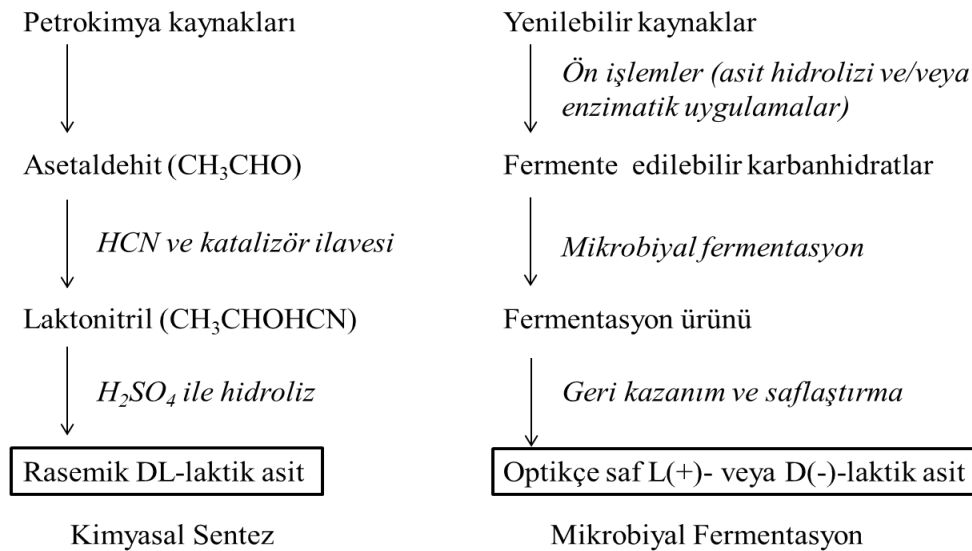 Petrokimya kaynakları
Asetaldehit (CH₃CHO)
HCN ve katalizör ilavesi
Laktonitril (CH₃CHOHCN)
H₂SO₄ ile hidroliz
Rasemik DL-laktik asit
Kimyasal Sentez
Yenilebilir kaynaklar
Ön işlemler (asit hidrolizi ve/veya
enzimatik uygulamalar)
Fermente edilebilir karbanhidratlar
Mikrobiyal fermentasyon
Fermentasyon ürünü
Geri kazanım ve saflaştırma
Optikçe saf L(+)- veya D(-)-laktik asit
Mikrobiyal Fermentasyon